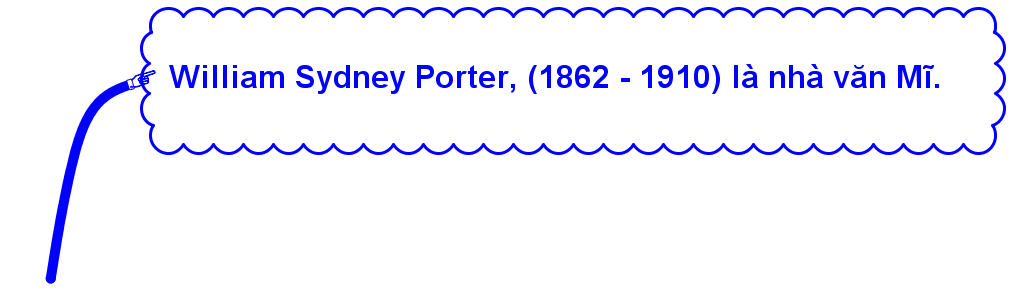 William Sydney Porter, (1862 - 1910) là nhà văn Mĩ.